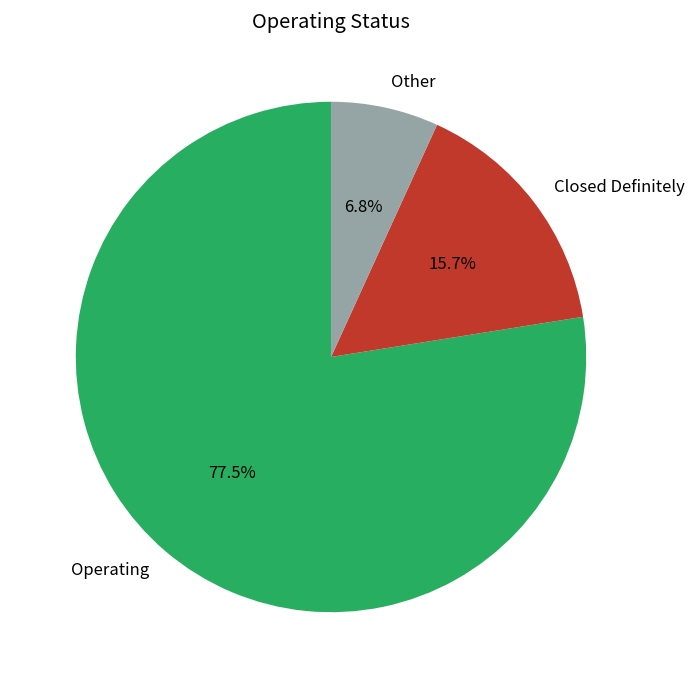 Operating Status
Other
Closed Definitely
6.8%
15.7%
77.5%
Operating